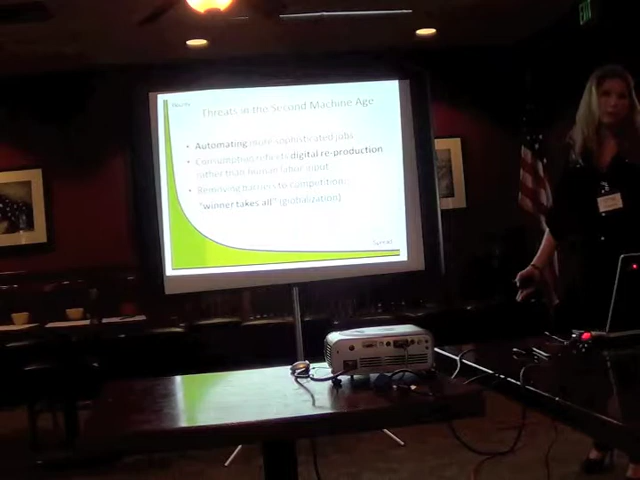 Threats in the Second Machine Age
• Automating more sophisticated jobs
• Consumption reflects digital re-production
rather than human labor input
• Removing barriers to competition:
"winner takes all" (globalization)
EXIT